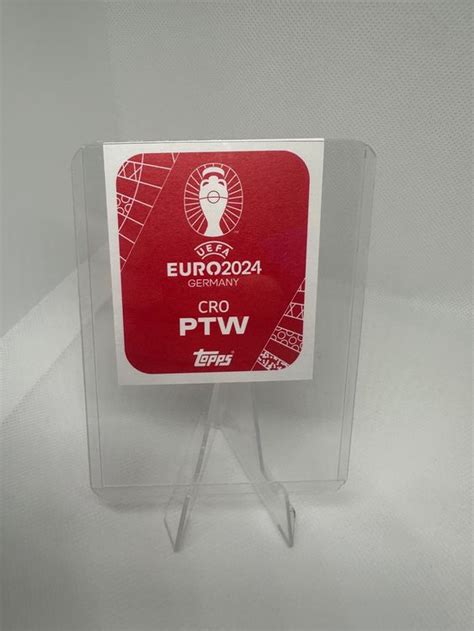 UEFA
EURO2024
GERMANY
CRO
PTW
topps